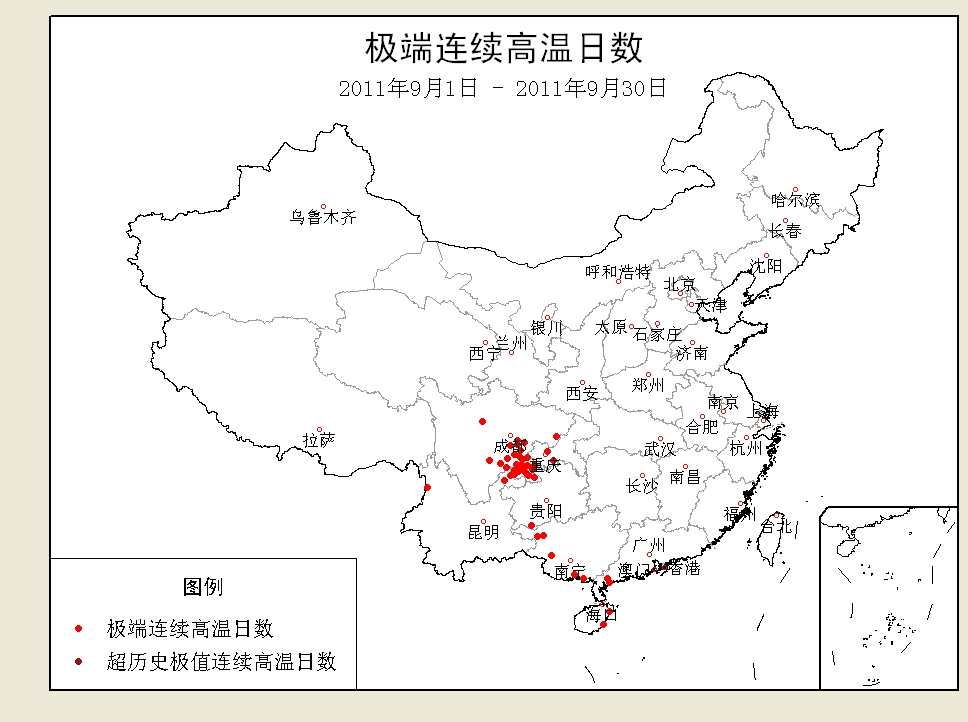 极端连续高温日数
2011年9月1日 - 2011年9月30日
哈尔滨
乌鲁木齐
长春
沈阳
呼和浩特
北京
天津
银川
太原
石家庄
兰州
西宁
济南
郑州
西安
南京
上海
合肥
拉萨
成都
武汉
杭州
重庆
南昌
长沙
贵阳
福州
台北
昆明
广州
南宁
澳门
香港
海口
图例
极端连续高温日数
超历史极值连续高温日数